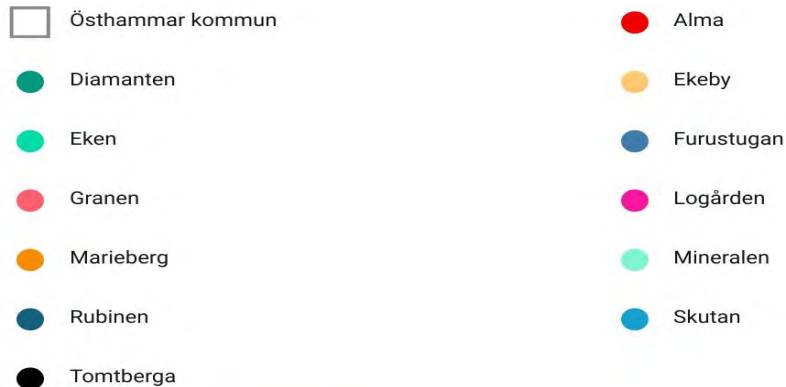 Östhammar kommun
Alma
Diamanten
Ekeby
Eken
Furustugan
Granen
Logården
Marieberg
Mineralen
Rubinen
Skutan
Tomtberga